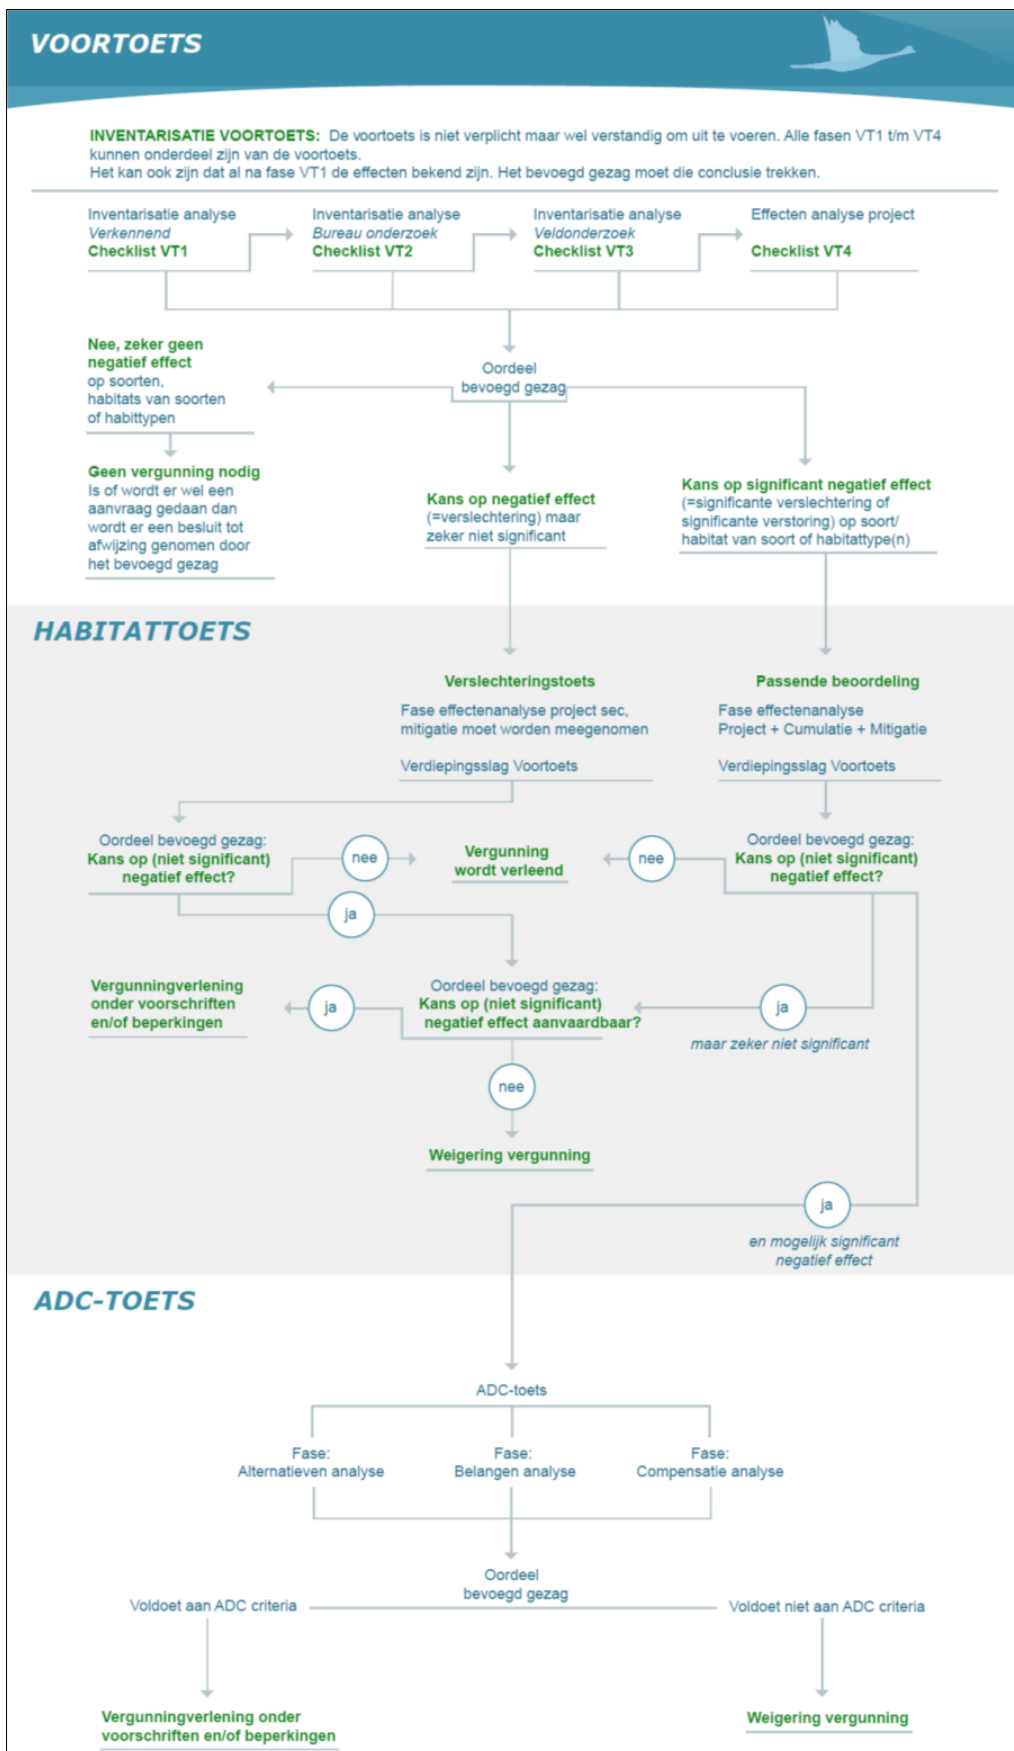 VOORTOETS
INVENTARISATIE VOORTOETS: De voortoets is niet verplicht maar wel verstandig om uit te voeren. Alle fasen VT1 t/m VT4
kunnen onderdeel zijn van de voortoets.
Het kan ook zijn dat al na fase VT1 de effecten bekend zijn. Het bevoegd gezag moet die conclusie trekken.
Inventarisatie analyse
Verkennend
Checklist VT1
Inventarisatie analyse
Bureau onderzoek
Checklist VT2
Inventarisatie analyse
Veldonderzoek
Checklist VT3
Effecten analyse project
Checklist VT4
Oordeel
bevoegd gezag
Nee, zeker geen
negatief effect
op soorten,
habitats van soorten
of habittypen
Geen vergunning nodig
Is of wordt er wel een
aanvraag gedaan dan
wordt er een besluit tot
afwijzing genomen door
het bevoegd gezag
Kans op negatief effect
(=verslechtering) maar
zeker niet significant
Kans op significant negatief effect
(=significante verslechtering of
significante verstoring) op soort/
habitat van soort of habitattype(n)
HABITATTOETS
Verslechteringstoets
Fase effectenanalyse project sec,
mitigatie moet worden meegenomen
Verdiepingsslag Voortoets
Passende beoordeling
Fase effectenanalyse
Project + Cumulatie + Mitigatie
Verdiepingsslag Voortoets
Oordeel bevoegd gezag:
Kans op (niet significant)
negatief effect?
nee
Vergunning
wordt verleend
nee
Oordeel bevoegd gezag:
Kans op (niet significant)
negatief effect?
ja
Vergunningverlening
onder voorschriften
en/of beperkingen
ja
Oordeel bevoegd gezag:
Kans op (niet significant)
negatief effect aanvaardbaar?
ja
maar zeker niet significant
nee
Weigering vergunning
ja
en mogelijk significant
negatief effect
ADC-TOETS
ADC-toets
Fase:
Alternatieven analyse
Fase:
Belangen analyse
Fase:
Compensatie analyse
Oordeel
bevoegd gezag
Voldoet aan ADC criteria
Voldoet niet aan ADC criteria
Vergunningverlening onder
voorschriften en/of beperkingen
Weigering vergunning